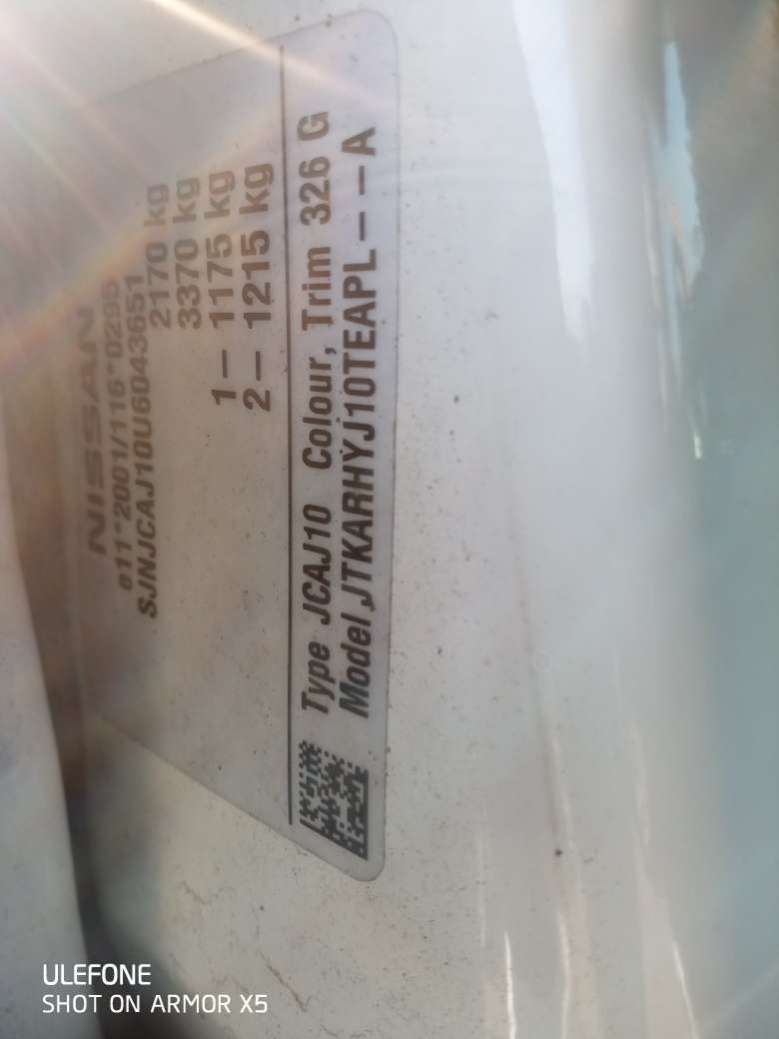 NISSAN
e11*2001/116*0295
SJNJCAJ10U6043651
2170 kg
3370 kg
1– 1175 kg
2– 1215 kg
Type JCAJ10 Colour, Trim 326 G
Model JTKARHYJ10TEAPL––A
ULEFONE
SHOT ON ARMOR X5